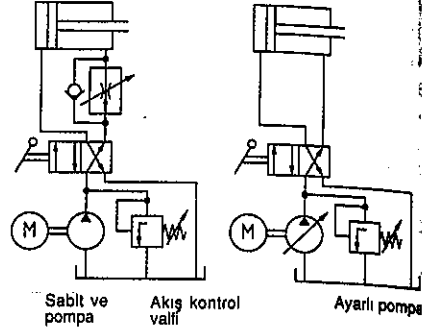 M
M
Sabit ve
pompa
Akış kontrol
valfi
Ayarlı pompa